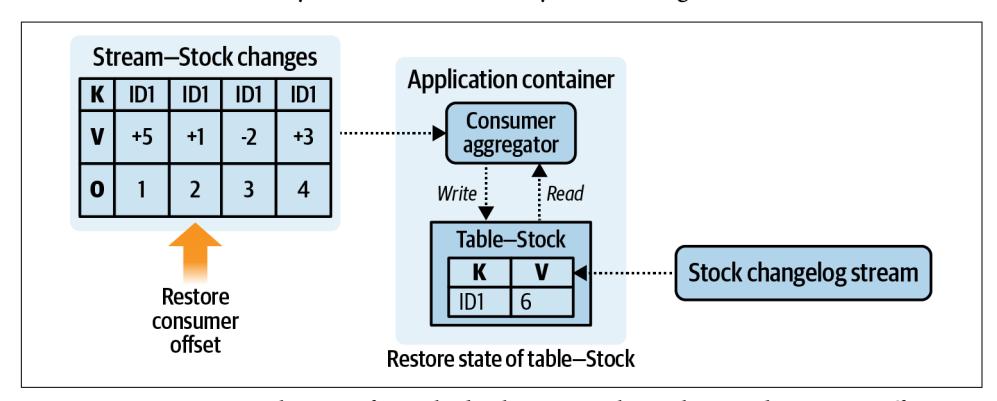 Stream—Stock changes
K ID1 ID1 ID1 ID1
V +5 +1 -2 +3
O 1 2 3 4
Restore
consumer
offset
Application container
Consumer
aggregator
Write
Read
Table—Stock
K V
ID1 6
Restore state of table—Stock
Stock changelog stream